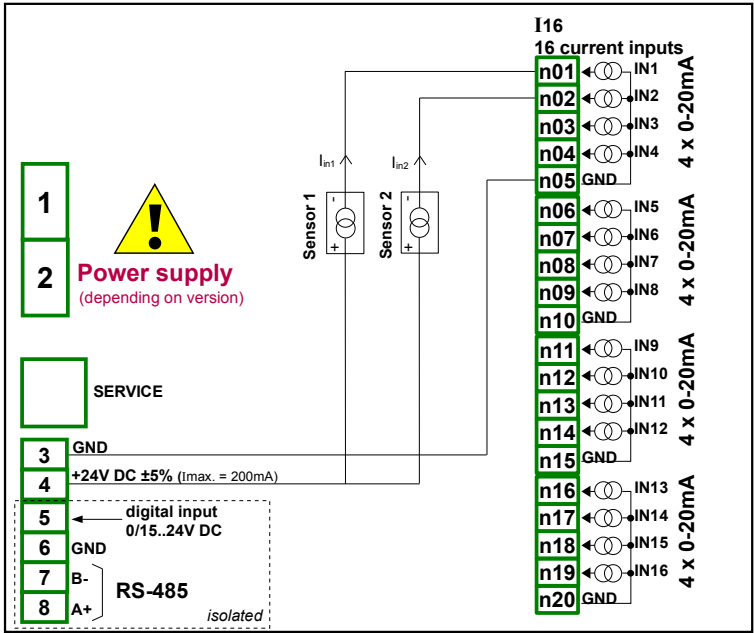 I16
16 current inputs
n01
IN1
n02
IN2
n03
IN3
n04
IN4
n05
GND
4 x 0-20mA
n06
IN5
n07
IN6
n08
IN7
n09
IN8
n10
GND
4 x 0-20mA
n11
IN9
n12
IN10
n13
IN11
n14
IN12
n15
GND
4 x 0-20mA
n16
IN13
n17
IN14
n18
IN15
n19
IN16
n20
GND
4 x 0-20mA
Iin1
Iin2
Sensor 1
-
+
Sensor 2
-
+
1
2
!
Power supply
(depending on version)
SERVICE
3
GND
4
+24V DC ±5% (Imax. = 200mA)
5
digital input
0/15..24V DC
6
GND
7
B-
8
A+
RS-485
isolated